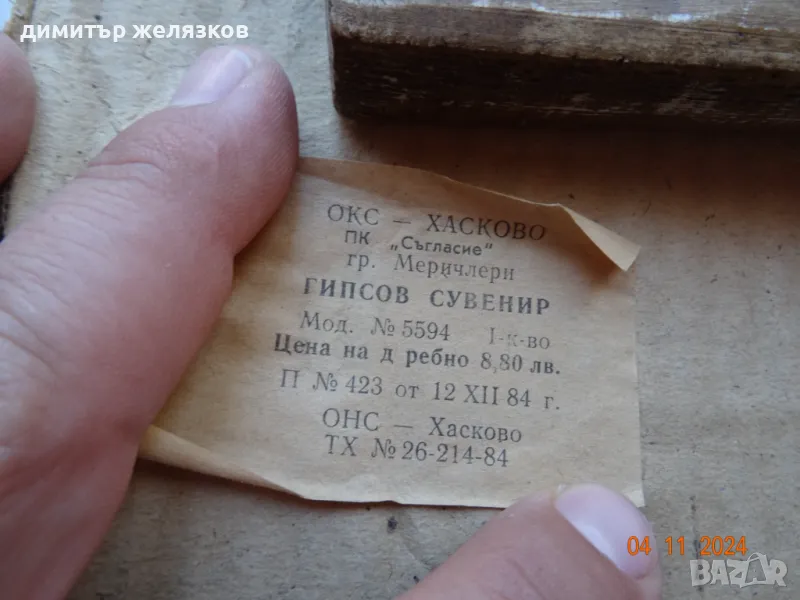 димитър желязков
ОКС — ХАСКОВО
ПК „Съгласие"
гр. Меричлери
ГИПСОВ СУВЕНИР
Мод. № 5594 I-к-во
Цена на д ребно 8,80 лв.
П № 423 от 12 XII 84 г.
ОНС — Хасково
ТХ № 26-214-84
04 11 2024
BAZAR